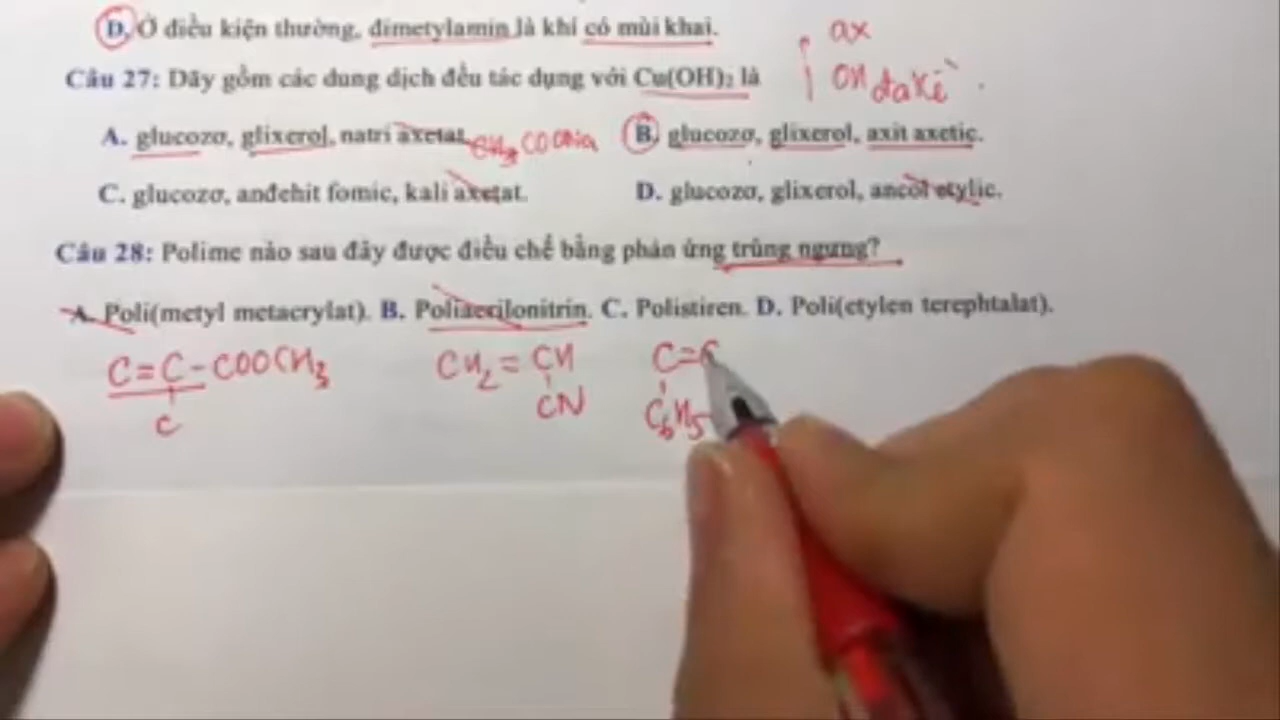 D. Ở điều kiện thường, đimetylamin là khí có mùi khai.
ax
Câu 27: Dãy gồm các dung dịch đều tác dụng với Cu(OH)₂ là
OH đa kề
A. glucozơ, glixerol, natri axetat. CH₃COONa B. glucozơ, glixerol, axit axetic.
C. glucozơ, anđehit fomic, kali axetat. D. glucozơ, glixerol, ancol etylic.
Câu 28: Polime nào sau đây được điều chế bằng phản ứng trùng ngưng?
A. Poli(metyl metacrylat). B. Poliacrilonitrin. C. Polistiren. D. Poli(etylen terephtalat).
C=C-COOCH₃ CH₂=CH C=C
C CN C₆H₅